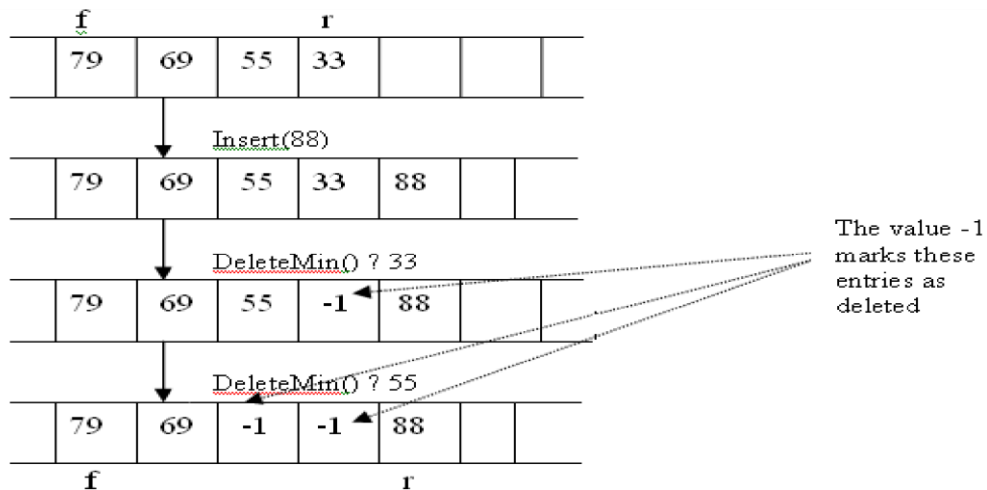 f r
79 69 55 33
Insert(88)
79 69 55 33 88
DeleteMin() ? 33
79 69 55 -1 88
The value -1
marks these
entries as
deleted
DeleteMin() ? 55
79 69 -1 -1 88
f r